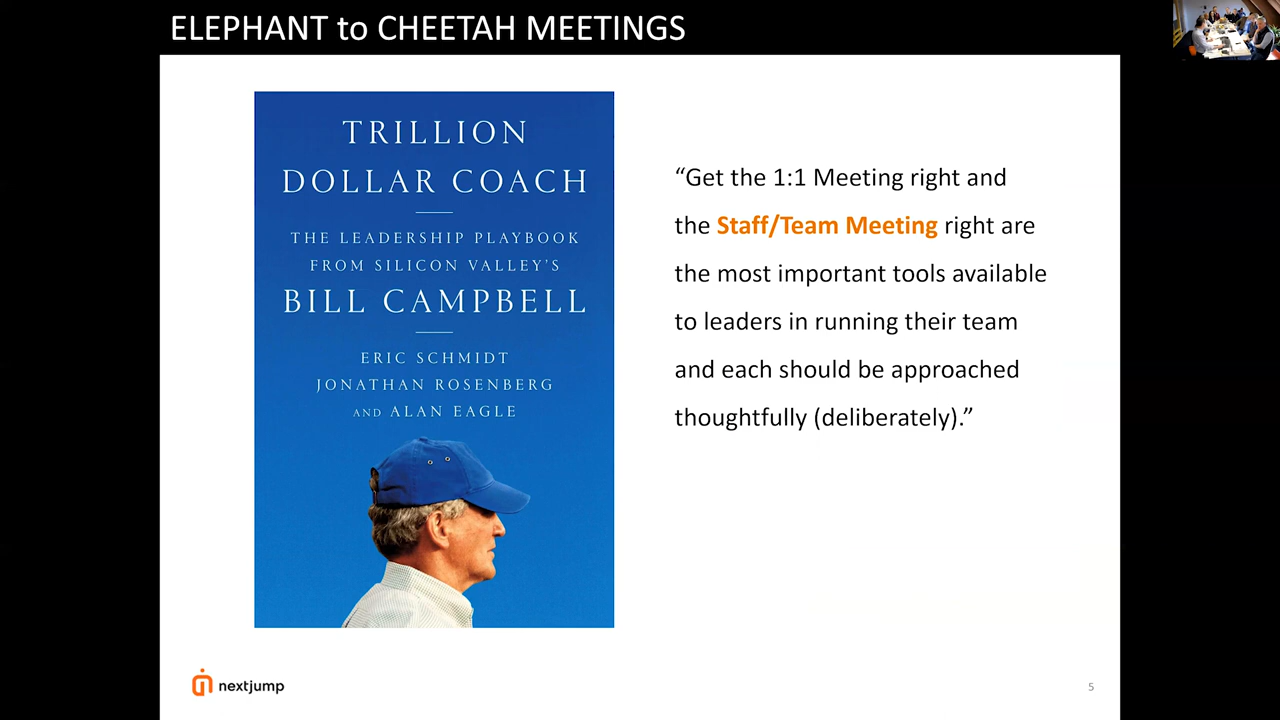 ELEPHANT to CHEETAH MEETINGS
TRILLION
DOLLAR COACH
THE LEADERSHIP PLAYBOOK
FROM SILICON VALLEY'S
BILL CAMPBELL
ERIC SCHMIDT
JONATHAN ROSENBERG
AND ALAN EAGLE
“Get the 1:1 Meeting right and
the Staff/Team Meeting right are
the most important tools available
to leaders in running their team
and each should be approached
thoughtfully (deliberately).”
nextjump
5